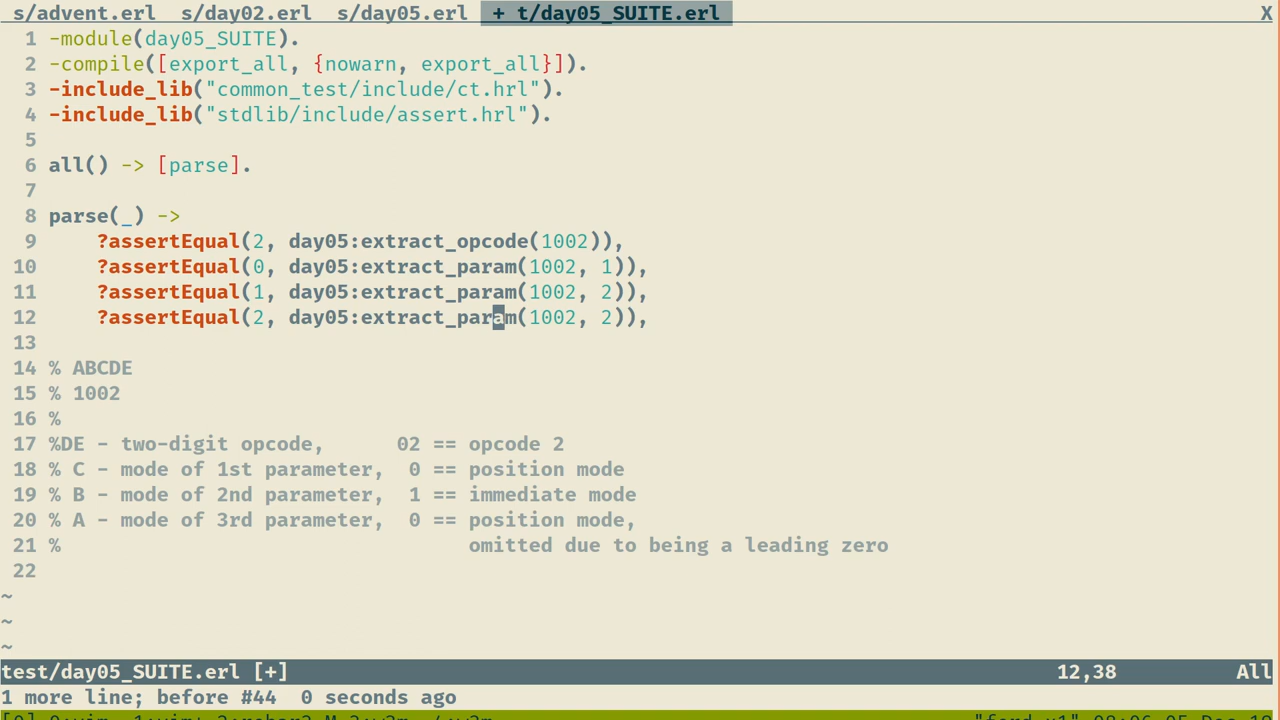 s/advent.erl  s/day02.erl  s/day05.erl  + t/day05_SUITE.erl  X
1 -module(day05_SUITE).
2 -compile([export_all, {nowarn, export_all}]).
3 -include_lib("common_test/include/ct.hrl").
4 -include_lib("stdlib/include/assert.hrl").
5
6 all() -> [parse].
7
8 parse(_) ->
9     ?assertEqual(2, day05:extract_opcode(1002)),
10     ?assertEqual(0, day05:extract_param(1002, 1)),
11     ?assertEqual(1, day05:extract_param(1002, 2)),
12     ?assertEqual(2, day05:extract_param(1002, 2)),
13
14 % ABCDE
15 % 1002
16 %
17 %DE - two-digit opcode,      02 == opcode 2
18 % C - mode of 1st parameter,  0 == position mode
19 % B - mode of 2nd parameter,  1 == immediate mode
20 % A - mode of 3rd parameter,  0 == position mode,
21 %                                  omitted due to being a leading zero
22
~
~
~
test/day05_SUITE.erl [+]  12,38  All
1 more line; before #44  0 seconds ago